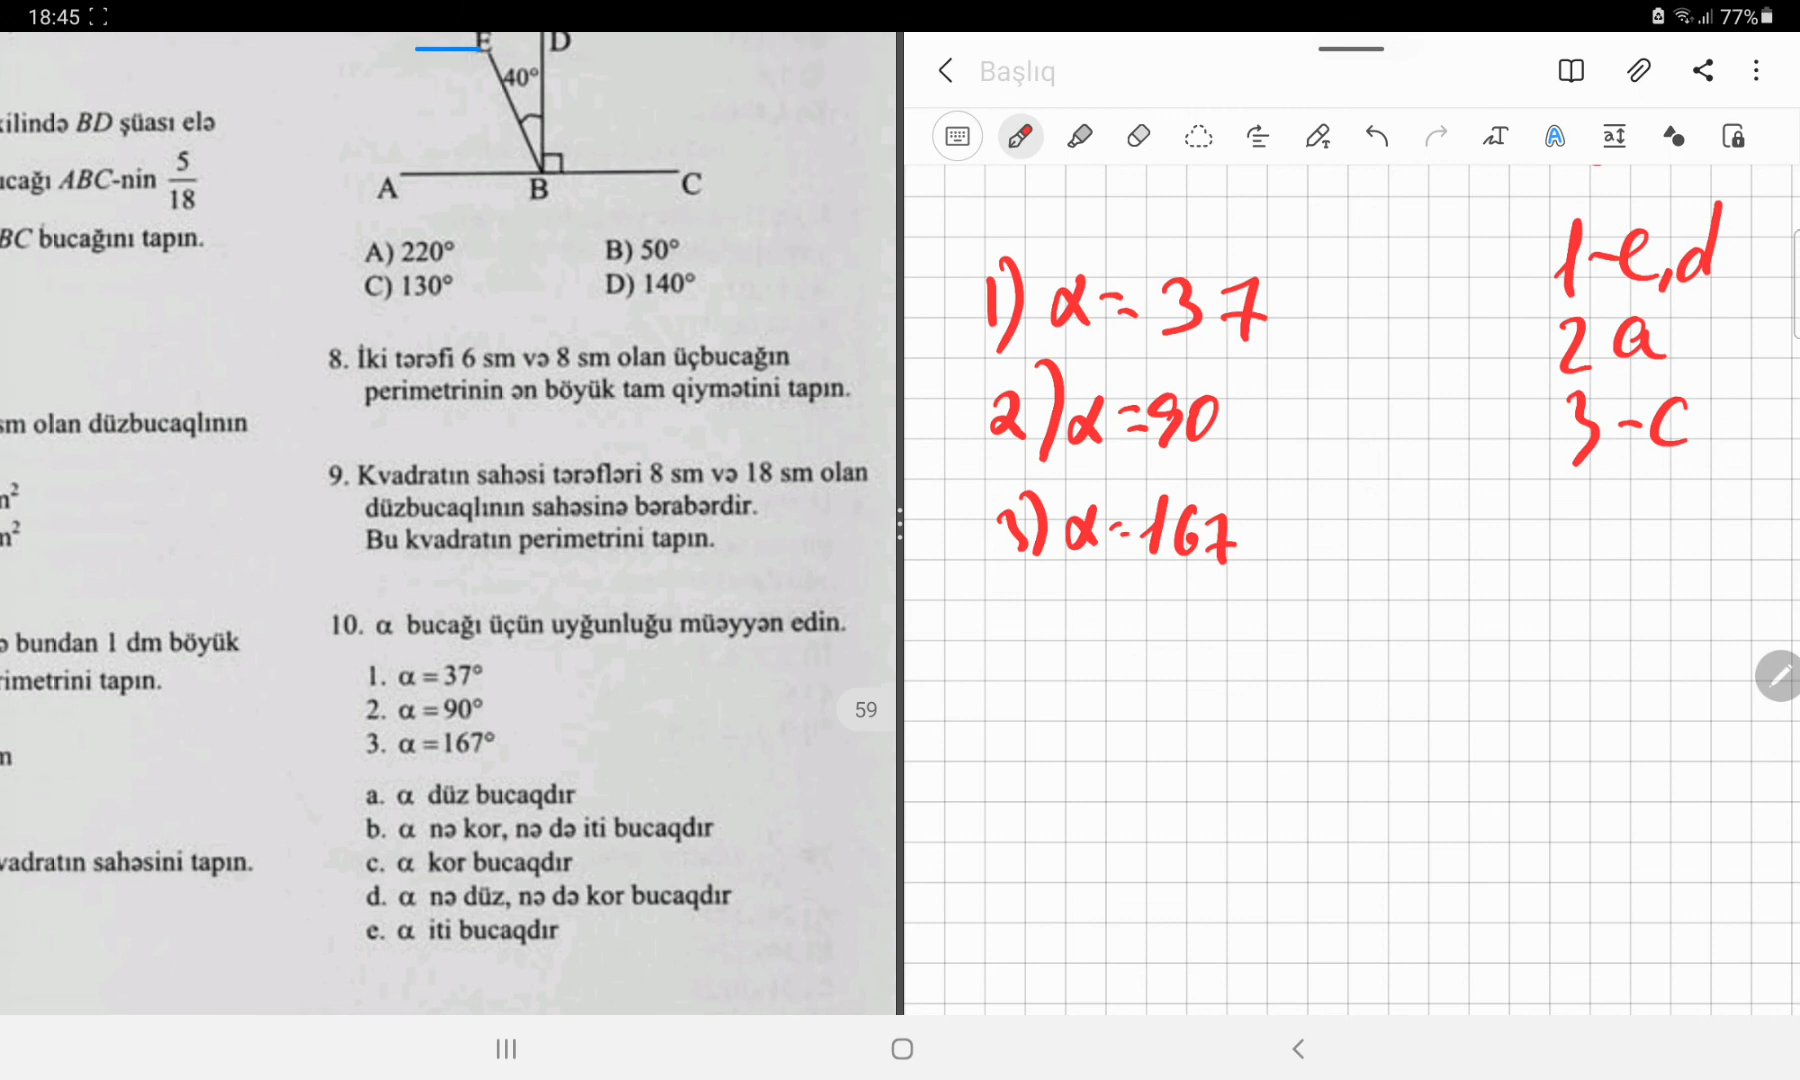 18:45
77%
E
D
40°
A
B
C
kilində BD şüası elə
ucağı ABC-nin 5/18
BC bucağını tapın.
A) 220° B) 50°
C) 130° D) 140°
8. İki tərəfi 6 sm və 8 sm olan üçbucağın
perimetrinin ən böyük tam qiymətini tapın.
sm olan düzbucaqlının
m²
m²
9. Kvadratın sahəsi tərəfləri 8 sm və 18 sm olan
düzbucaqlının sahəsinə bərabərdir.
Bu kvadratın perimetrini tapın.
ə bundan 1 dm böyük
rimetrini tapın.
m
vadratın sahəsini tapın.
10. α bucağı üçün uyğunluğu müəyyən edin.
1. α = 37°
2. α = 90°
3. α = 167°
59
a. α düz bucaqdır
b. α nə kor, nə də iti bucaqdır
c. α kor bucaqdır
d. α nə düz, nə də kor bucaqdır
e. α iti bucaqdır
Başlıq
1) α = 37
2) α = 90
3) α = 167
1-e,d
2 a
3-c